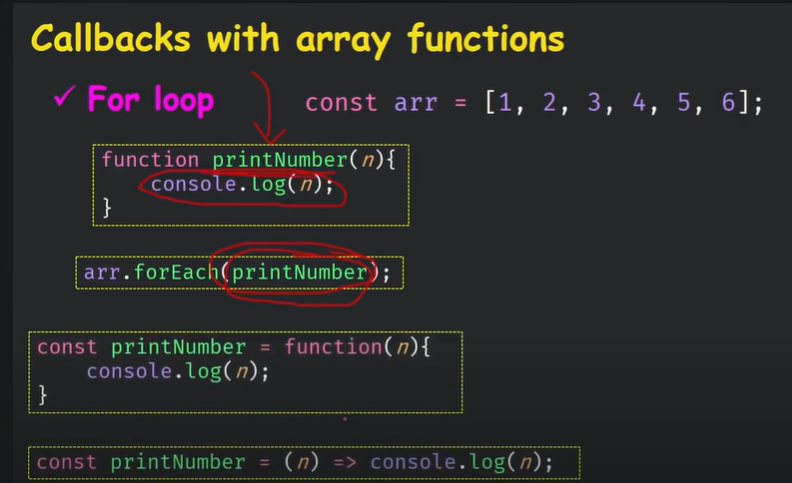 Callbacks with array functions
✓ For loop
const arr = [1, 2, 3, 4, 5, 6];
function printNumber(n){
    console.log(n);
}
arr.forEach(printNumber);
const printNumber = function(n){
    console.log(n);
}
const printNumber = (n) => console.log(n);